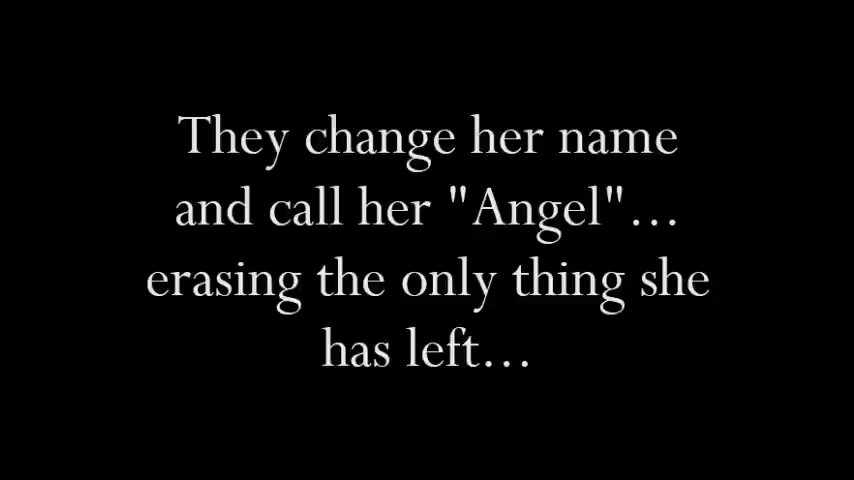 They change her name
and call her "Angel"...
erasing the only thing she
has left...